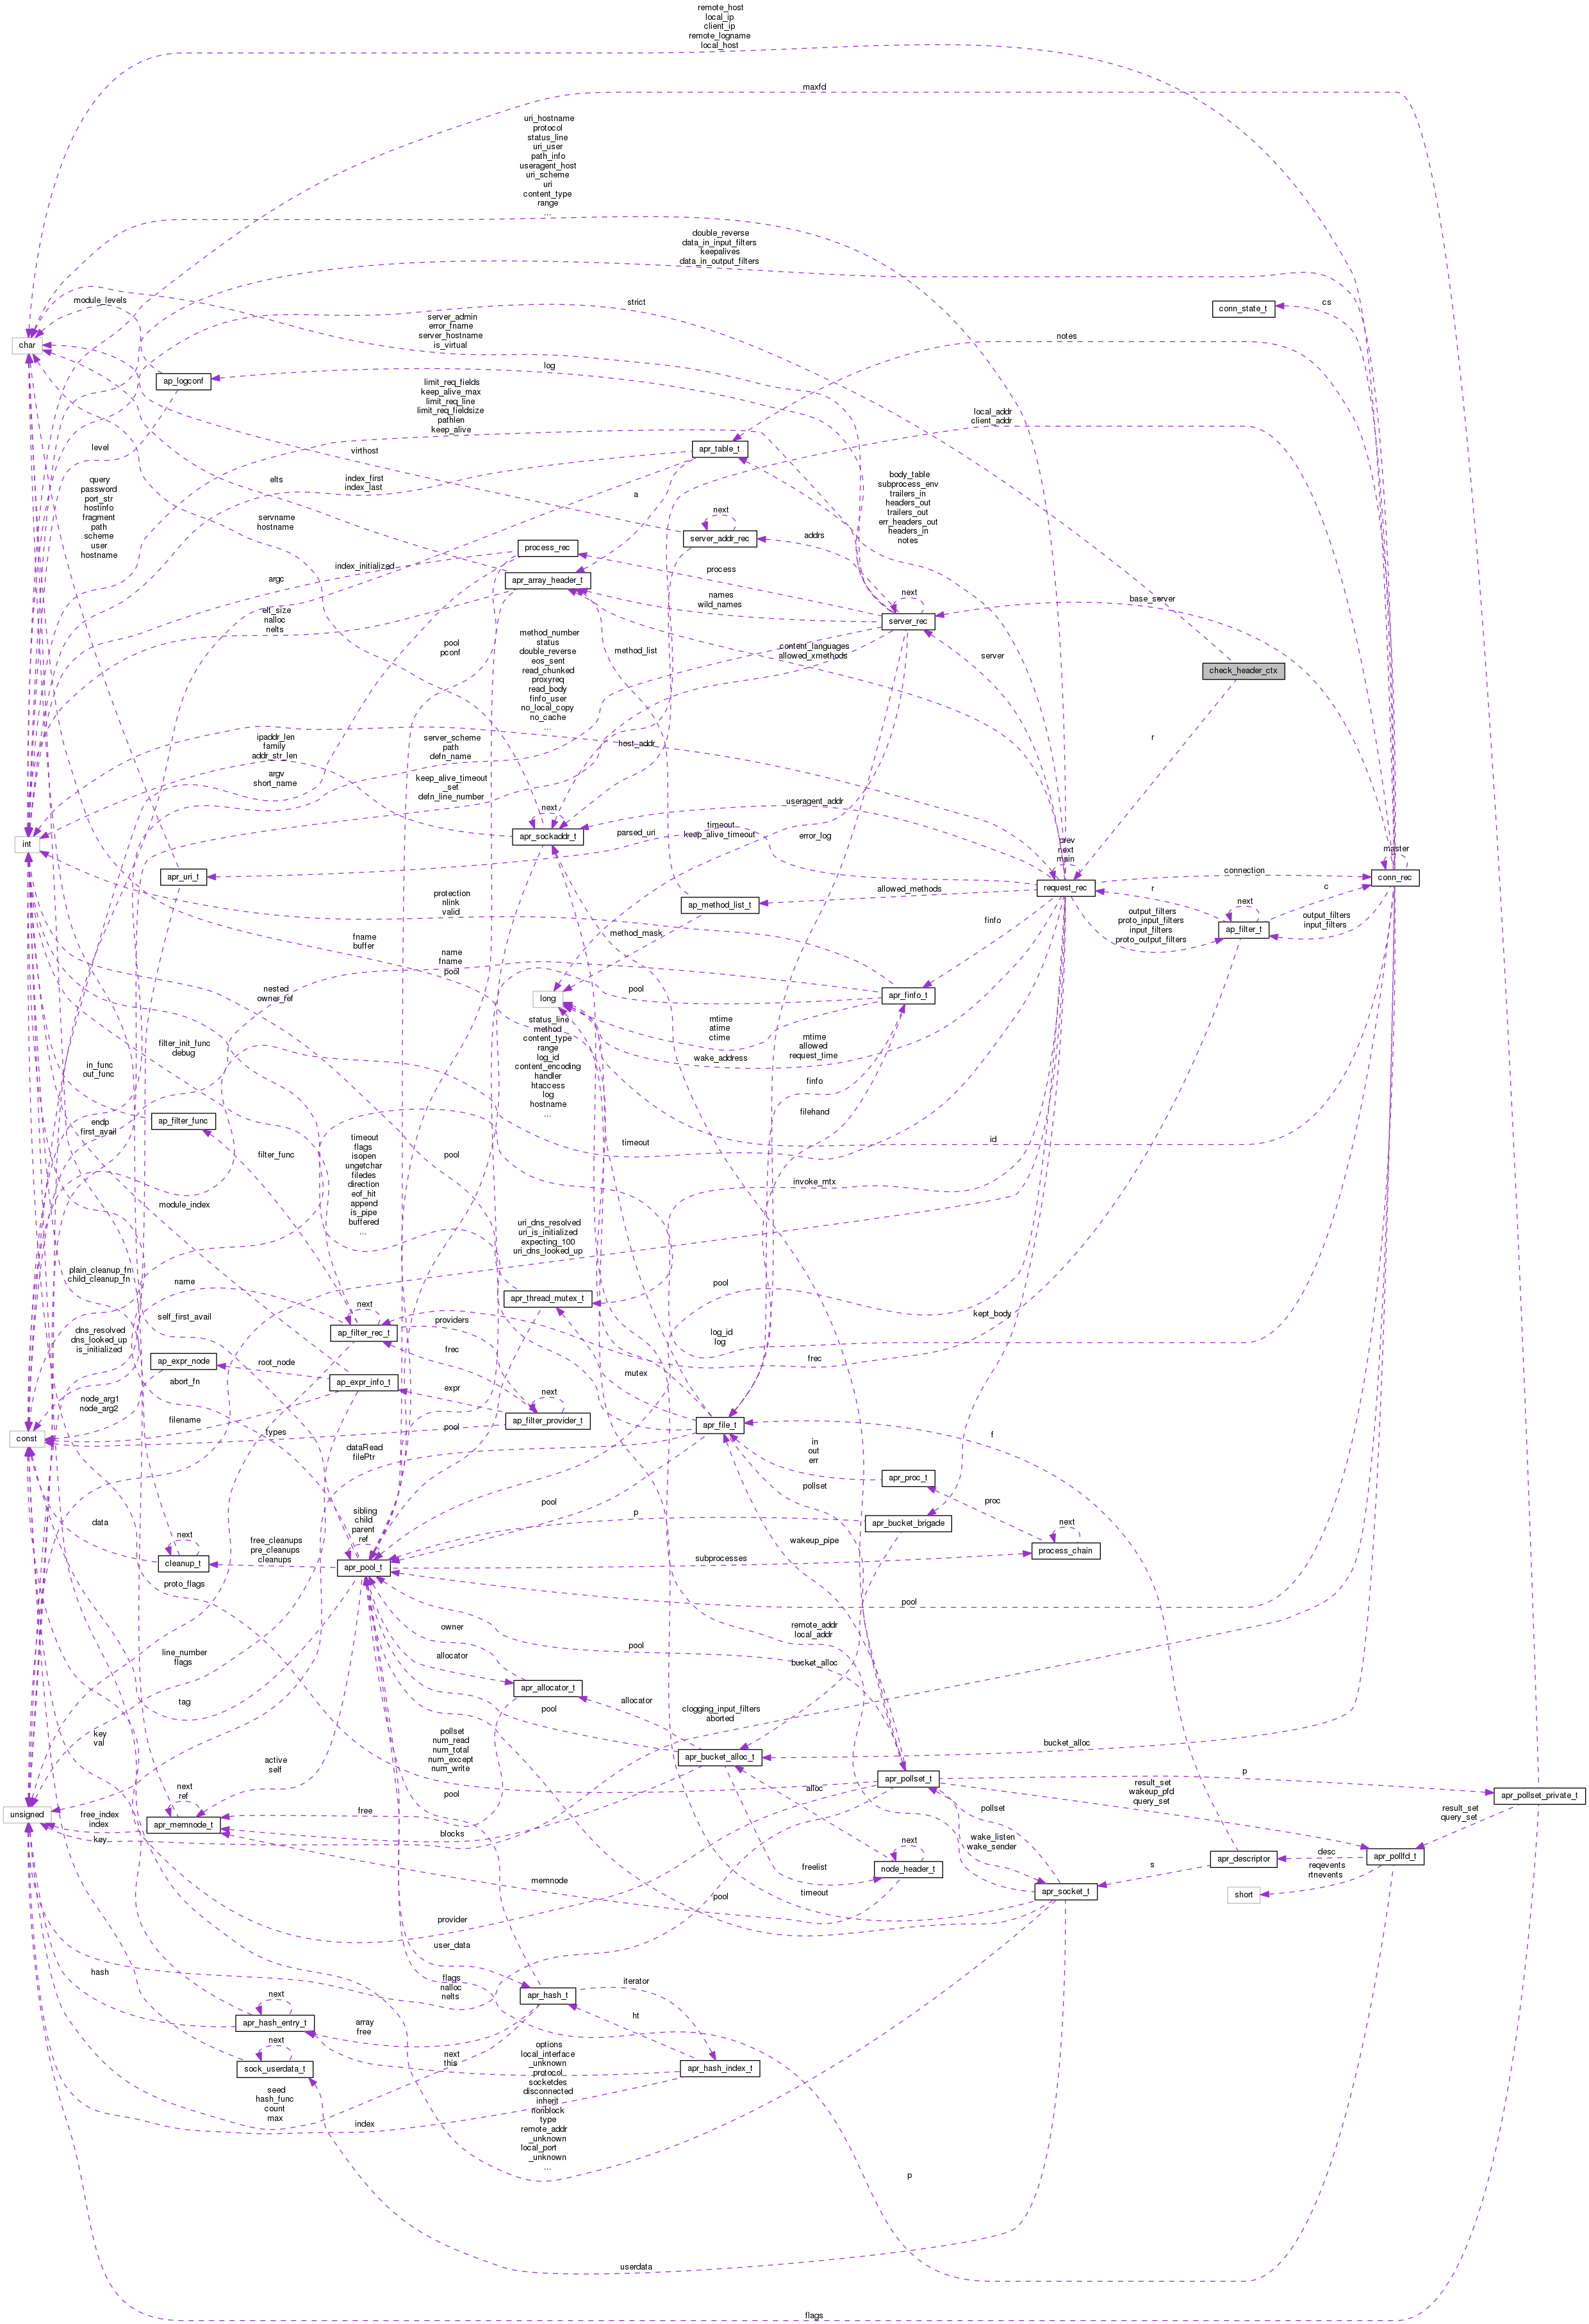 remote_host
local_ip
client_ip
remote_logname
local_host
maxfd
uri_hostname
protocol
status_line
uri_user
path_info
useragent_host
uri_scheme
uri
content_type
range
...
double_reverse
data_in_input_filters
keepalives
data_in_output_filters
module_levels
strict
cs
conn_state_t
server_admin
error_fname
server_hostname
is_virtual
char
notes
log
ap_logconf
limit_req_fields
keep_alive_max
limit_req_line
limit_req_fieldsize
pathlen
keep_alive
local_addr
client_addr
level
virthost
apr_table_t
query
password
port_str
hostinfo
fragment
path
scheme
user
hostname
elts
index_first
index_last
a
body_table
subprocess_env
trailers_in
headers_out
trailers_out
err_headers_out
headers_in
notes
servname
hostname
next
server_addr_rec
addrs
process_rec
index_initialized
argc
apr_array_header_t
process
names
wild_names
next
server_rec
base_server
elt_size
nalloc
nelts
pool
pconf
method_number
status
double_reverse
eos_sent
read_chunked
proxyreq
read_body
finfo_user
no_local_copy
no_cache
...
method_list
content_languages
allowed_xmethods
server
check_header_ctx
r
ipaddr_len
family
addr_str_len
server_scheme
path
defn_name
host_addr
argv
short_name
keep_alive_timeout
_set
defn_line_number
next
apr_sockaddr_t
useragent_addr
timeout
keep_alive_timeout
parsed_uri
error_log
int
apr_uri_t
prev
next
main
request_rec
connection
master
conn_rec
protection
nlink
valid
allowed_methods
ap_method_list_t
r
c
next
ap_filter_t
output_filters
proto_input_filters
input_filters
proto_output_filters
output_filters
input_filters
finfo
method_mask
fname
buffer
name
fname
pool
nested
owner_ref
long
pool
apr_finfo_t
mtime
atime
ctime
wake_address
mtime
allowed
request_time
status_line
method
content_type
range
log_id
content_encoding
handler
htaccess
log
hostname
...
filter_init_func
debug
in_func
out_func
finfo
filehand
endp
first_avail
ap_filter_func
filter_func
timeout
flags
isopen
ungetchar
filedes
direction
eof_hit
append
is_pipe
buffered
...
pool
timeout
id
invoke_mtx
module_index
uri_dns_resolved
uri_is_initialized
expecting_100
uri_dns_looked_up
plain_cleanup_fn
child_cleanup_fn
name
pool
apr_thread_mutex_t
kept_body
self_first_avail
next
ap_filter_rec_t
providers
log_id
log
dns_resolved
dns_looked_up
is_initialized
ap_expr_node
root_node
frec
frec
abort_fn
ap_expr_info_t
expr
mutex
node_arg1
node_arg2
filename
next
ap_filter_provider_t
apr_file_t
f
const
types
pool
dataRead
filePtr
in
out
err
apr_proc_t
pollset
pool
proc
data
next
cleanup_t
sibling
child
parent
ref
free_cleanups
pre_cleanups
cleanups
apr_pool_t
p
apr_bucket_brigade
wakeup_pipe
next
process_chain
subprocesses
proto_flags
pool
owner
remote_addr
local_addr
pool
bucket_alloc
line_number
flags
allocator
apr_allocator_t
allocator
tag
pool
clogging_input_filters
aborted
key
val
pollset
num_read
num_total
num_except
num_write
apr_bucket_alloc_t
bucket_alloc
active
self
apr_pollset_t
p
apr_pollset_private_t
alloc
result_set
wakeup_pfd
query_set
result_set
query_set
pool
next
ref
apr_memnode_t
free
unsigned
free_index
index
key
blocks
pollset
wake_listen
wake_sender
next
node_header_t
freelist
desc
apr_pollfd_t
apr_descriptor
reqevents
rtnevents
s
short
memnode
apr_socket_t
timeout
pool
provider
user_data
hash
flags
nalloc
nelts
iterator
next
apr_hash_entry_t
apr_hash_t
array
free
ht
next
sock_userdata_t
next
this
options
local_interface
_unknown
protocol
socketdes
disconnected
inherit
nonblock
type
remote_addr
_unknown
local_port
_unknown
...
apr_hash_index_t
seed
hash_func
count
max
index
p
userdata
flags